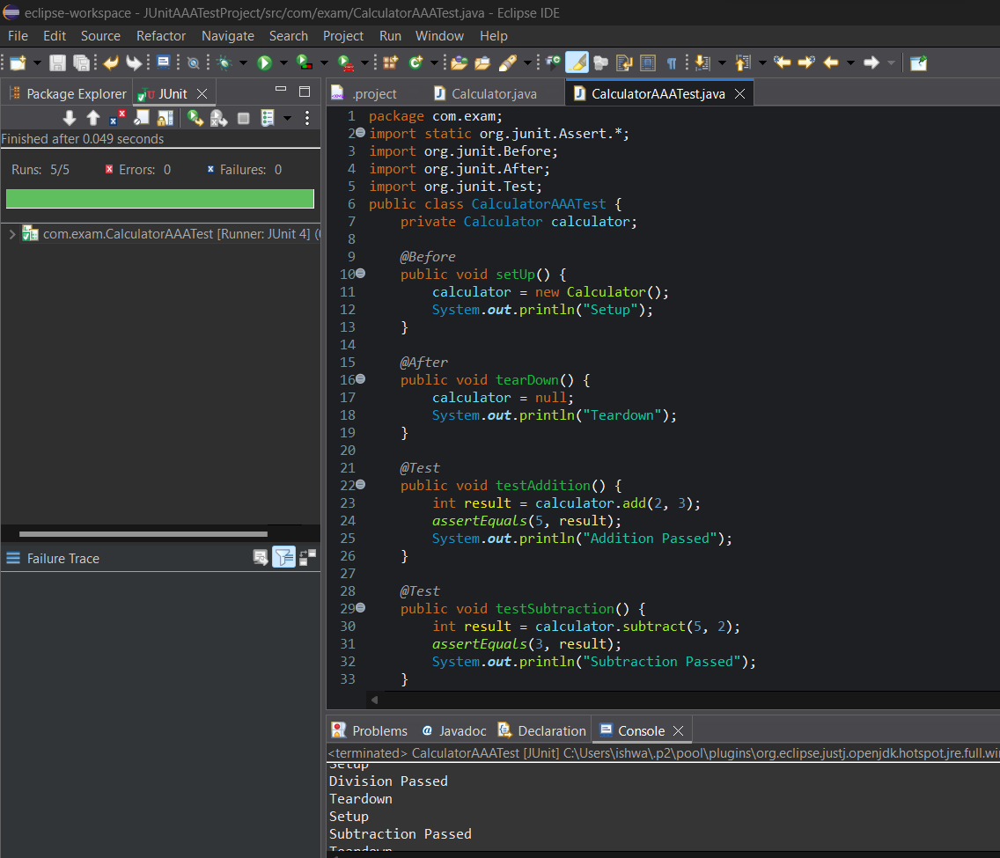 eclipse-workspace - JUnitAAATestProject/src/com/exam/CalculatorAAATest.java - Eclipse IDE
File Edit Source Refactor Navigate Search Project Run Window Help
Package Explorer JUnit
Finished after 0.049 seconds
Runs: 5/5 Errors: 0 Failures: 0
com.exam.CalculatorAAATest [Runner: JUnit 4]
Failure Trace
.project Calculator.java CalculatorAAATest.java
1 package com.exam;
2 import static org.junit.Assert.*;
3 import org.junit.Before;
4 import org.junit.After;
5 import org.junit.Test;
6 public class CalculatorAAATest {
7     private Calculator calculator;
8
9     @Before
10     public void setUp() {
11         calculator = new Calculator();
12         System.out.println("Setup");
13     }
14
15     @After
16     public void tearDown() {
17         calculator = null;
18         System.out.println("Teardown");
19     }
20
21     @Test
22     public void testAddition() {
23         int result = calculator.add(2, 3);
24         assertEquals(5, result);
25         System.out.println("Addition Passed");
26     }
27
28     @Test
29     public void testSubtraction() {
30         int result = calculator.subtract(5, 2);
31         assertEquals(3, result);
32         System.out.println("Subtraction Passed");
33     }
Problems Javadoc Declaration Console
<terminated> CalculatorAAATest [JUnit] C:\Users\ishwa\.p2\pool\plugins\org.eclipse.justj.openjdk.hotspot.jre.full.wi
Setup
Division Passed
Teardown
Setup
Subtraction Passed
Teardown